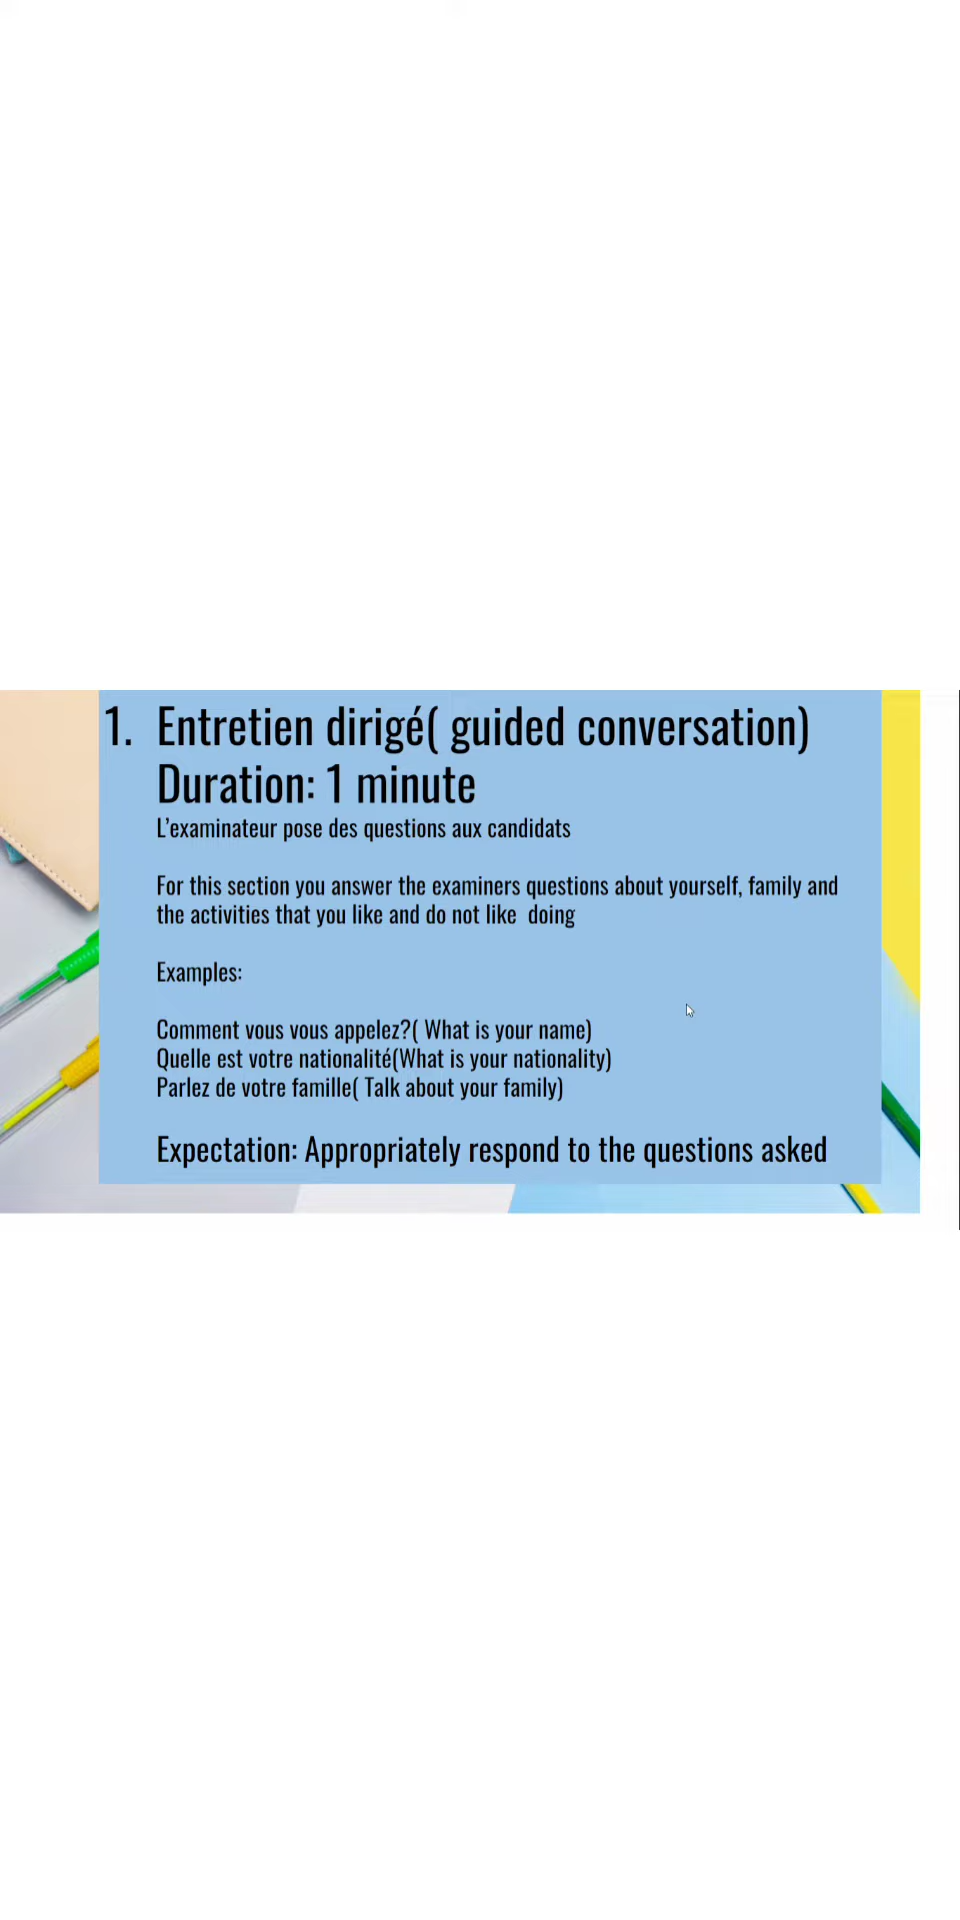 1. Entretien dirigé( guided conversation)
Duration: 1 minute
L'examinateur pose des questions aux candidats
For this section you answer the examiners questions about yourself, family and
the activities that you like and do not like  doing
Examples:
Comment vous vous appelez?( What is your name)
Quelle est votre nationalité(What is your nationality)
Parlez de votre famille( Talk about your family)
Expectation: Appropriately respond to the questions asked